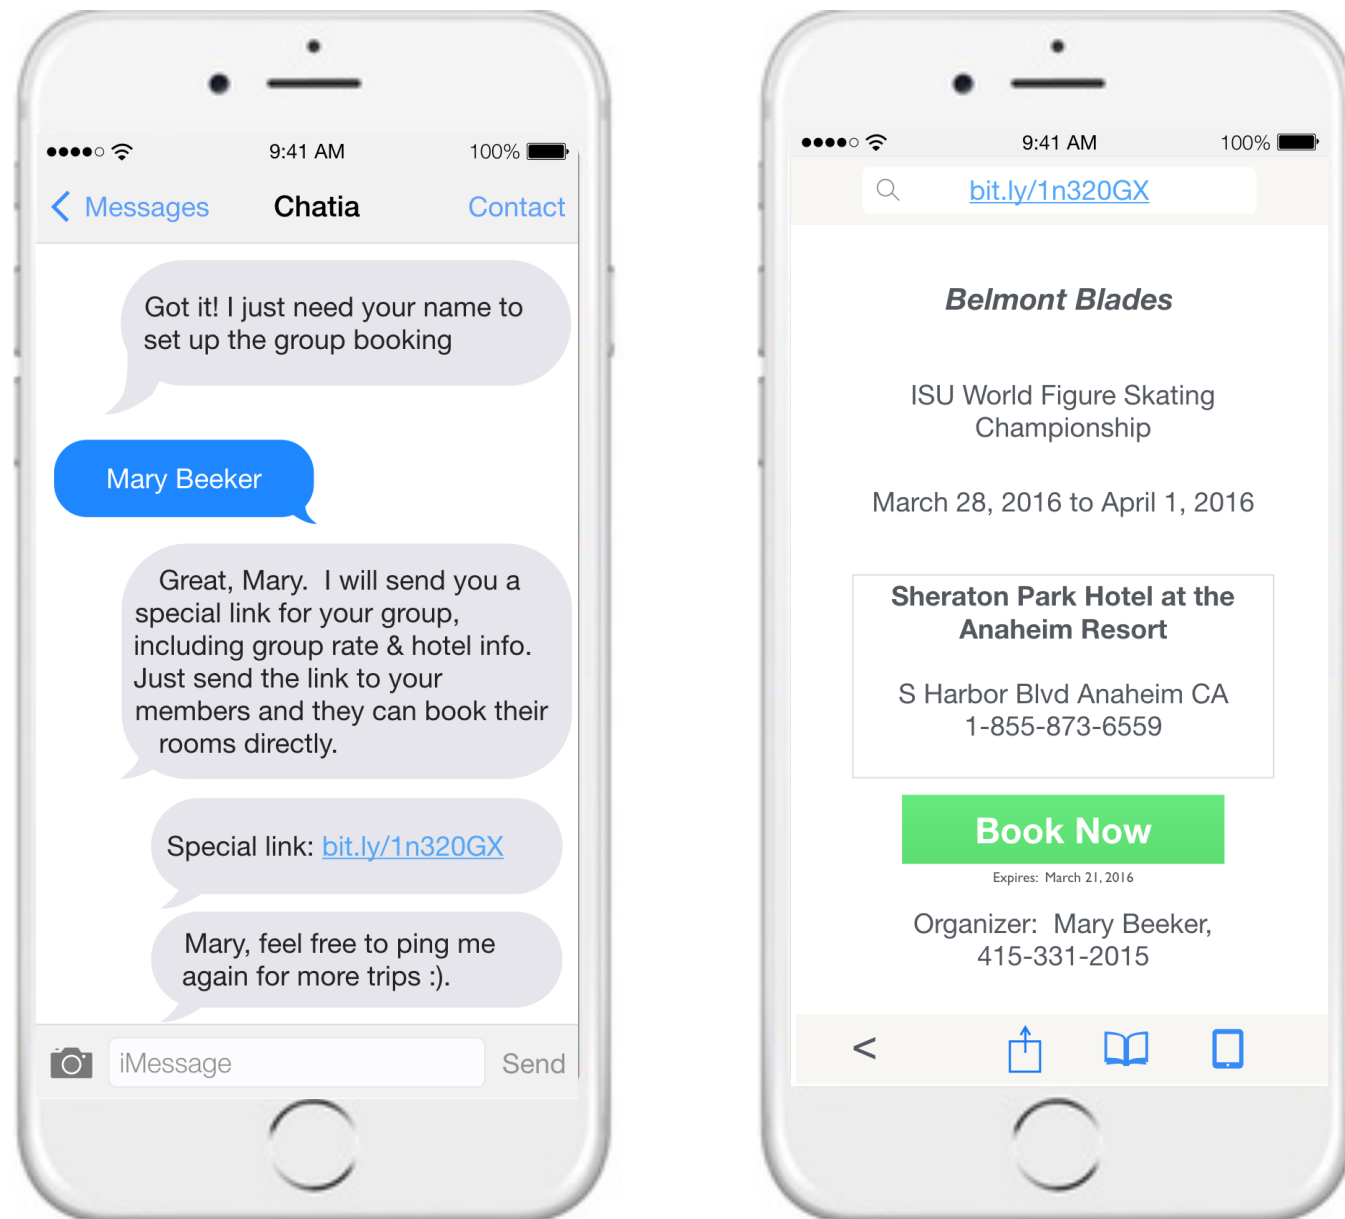 9:41 AM 100%
Messages Chatia Contact
Got it! I just need your name to
set up the group booking
Mary Beeker
Great, Mary. I will send you a
special link for your group,
including group rate & hotel info.
Just send the link to your
members and they can book their
rooms directly.
Special link: bit.ly/1n320GX
Mary, feel free to ping me
again for more trips :).
iMessage Send
9:41 AM 100%
bit.ly/1n320GX
Belmont Blades
ISU World Figure Skating
Championship
March 28, 2016 to April 1, 2016
Sheraton Park Hotel at the
Anaheim Resort
S Harbor Blvd Anaheim CA
1-855-873-6559
Book Now
Expires: March 21, 2016
Organizer: Mary Beeker,
415-331-2015
<